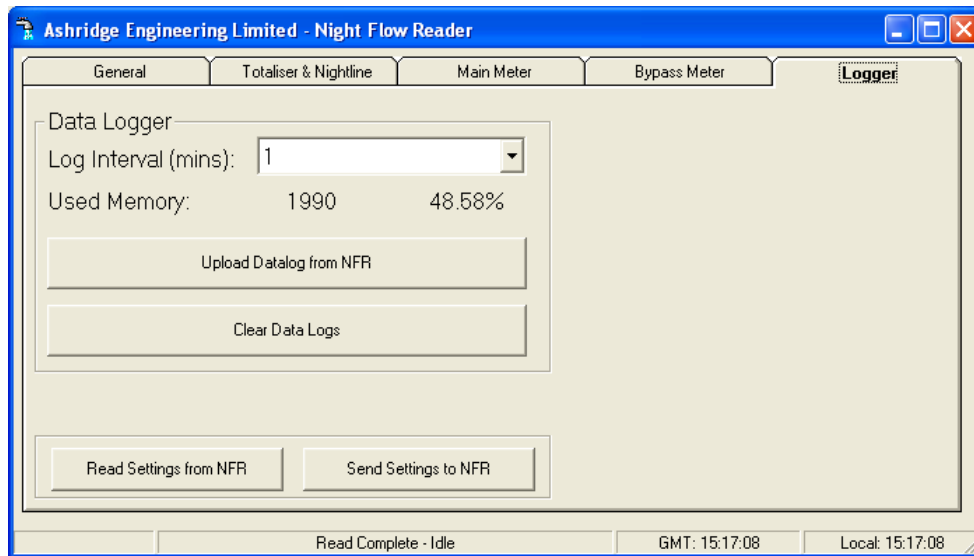 Ashridge Engineering Limited - Night Flow Reader
General Totaliser & Nightline Main Meter Bypass Meter Logger
Data Logger
Log Interval (mins): 1
Used Memory: 1990 48.58%
Upload Datalog from NFR
Clear Data Logs
Read Settings from NFR Send Settings to NFR
Read Complete - Idle GMT: 15:17:08 Local: 15:17:08